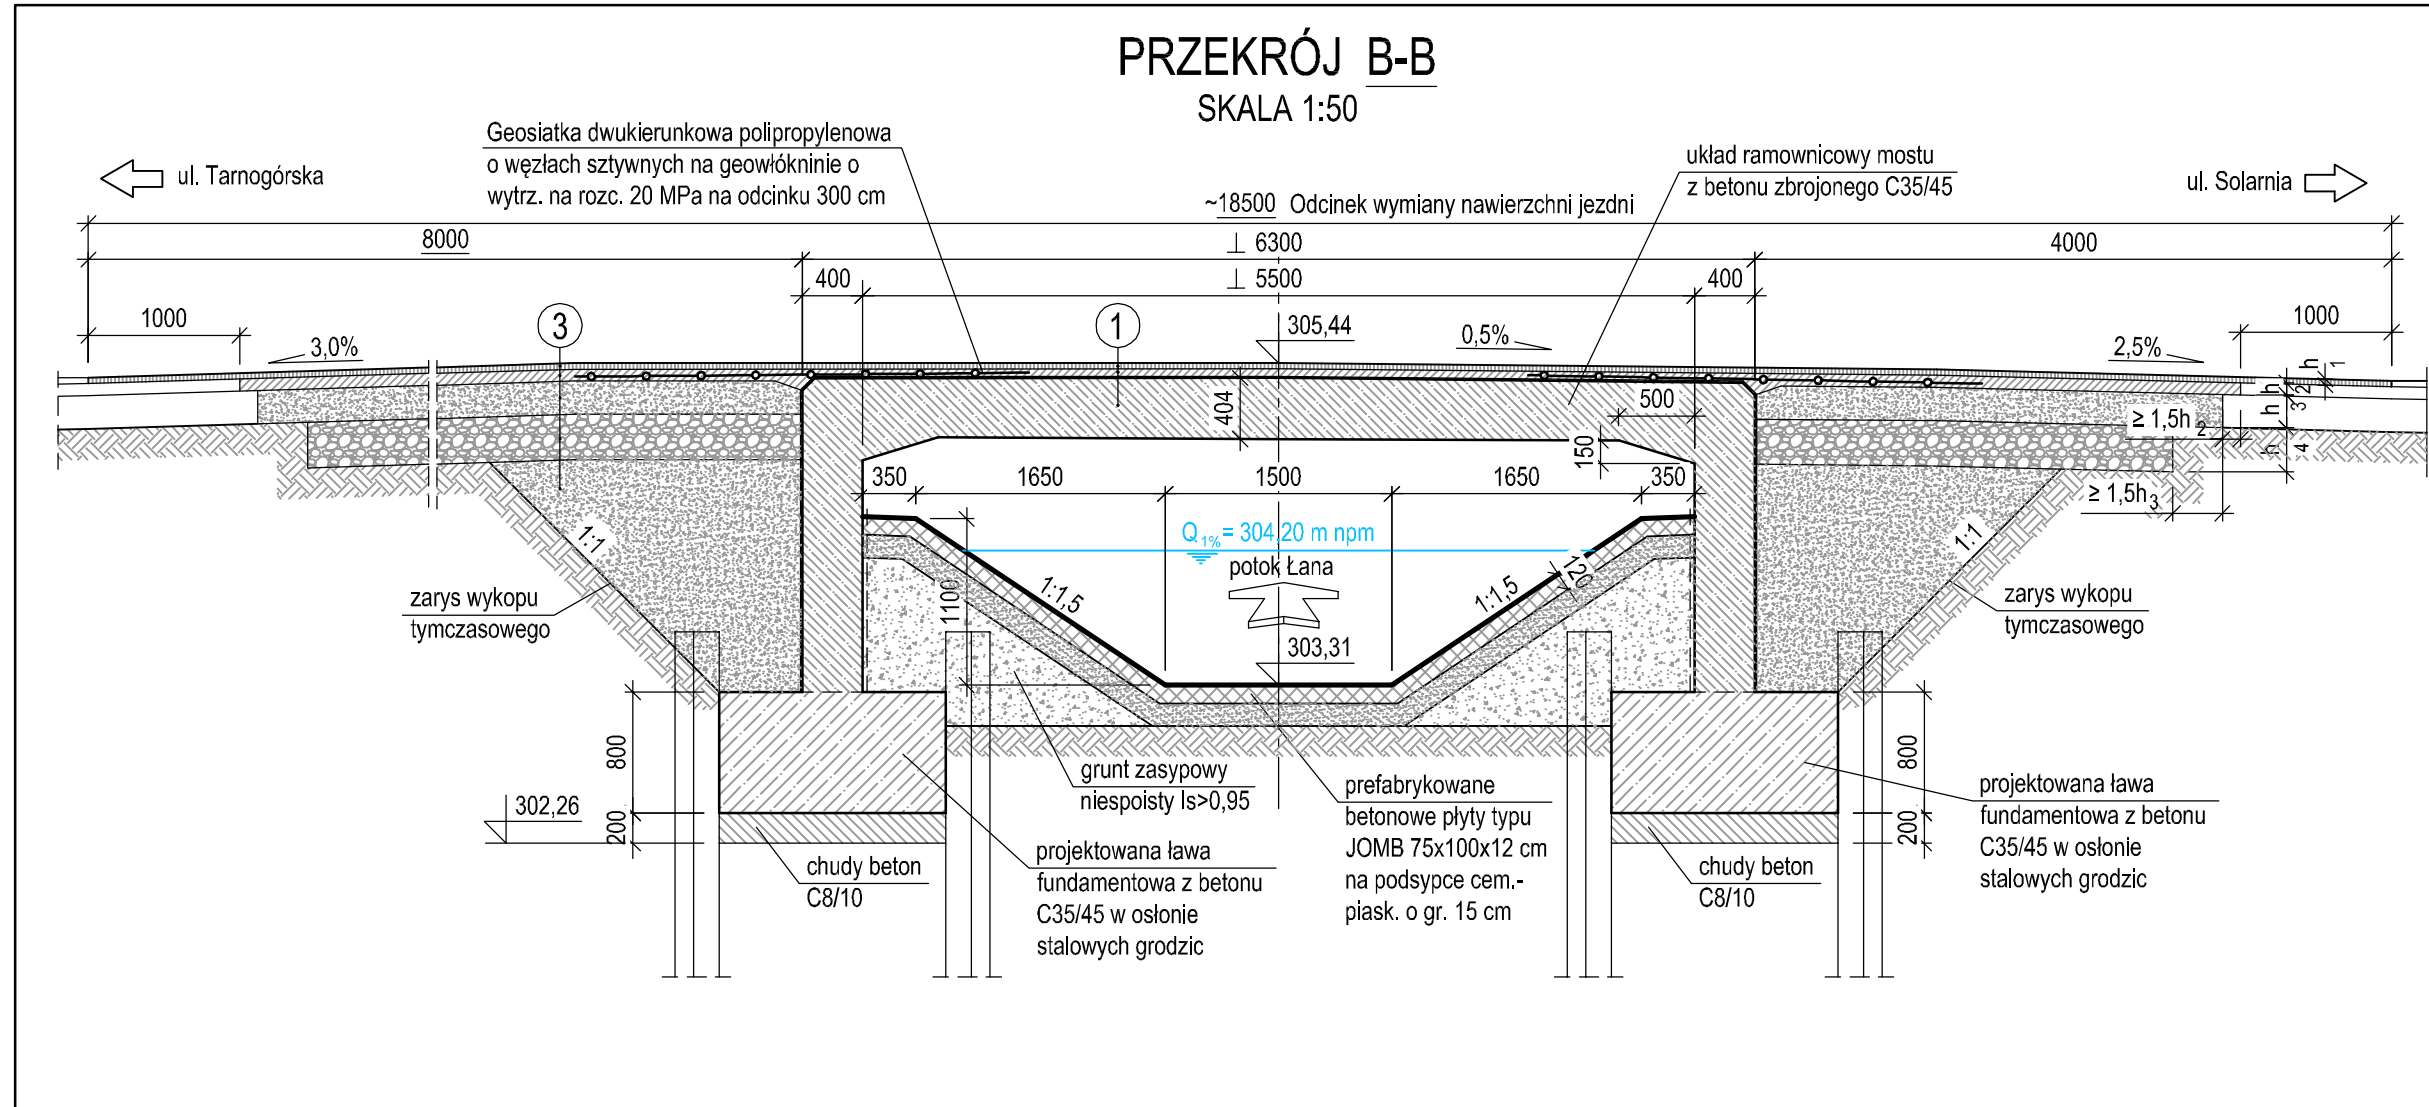 PRZEKRÓJ B-B
SKALA 1:50
Geosiatka dwukierunkowa polipropylenowa
o węzłach sztywnych na geowłókninie o
wytrz. na rozc. 20 MPa na odcinku 300 cm
ul. Tarnogórska
układ ramownicowy mostu
z betonu zbrojonego C35/45
ul. Solarnia
~18500 Odcinek wymiany nawierzchni jezdni
8000
⊥ 6300
4000
400
⊥ 5500
400
1000
3
1
305,44
0,5%
1000
3,0%
2,5%
h1
h2
h3
h4
404
500
150
≥ 1,5h2
≥ 1,5h3
350
1650
1500
1650
350
Q1%= 304,20 m npm
potok Łana
1:1
1:1
1100
1:1,5
1:1,5
120
zarys wykopu
tymczasowego
zarys wykopu
tymczasowego
303,31
800
200
302,26
800
200
grunt zasypowy
niespoisty Is>0,95
prefabrykowane
betonowe płyty typu
JOMB 75x100x12 cm
na podsypce cem.-
piask. o gr. 15 cm
projektowana ława
fundamentowa z betonu
C35/45 w osłonie
stalowych grodzic
chudy beton
C8/10
projektowana ława
fundamentowa z betonu
C35/45 w osłonie
stalowych grodzic
chudy beton
C8/10